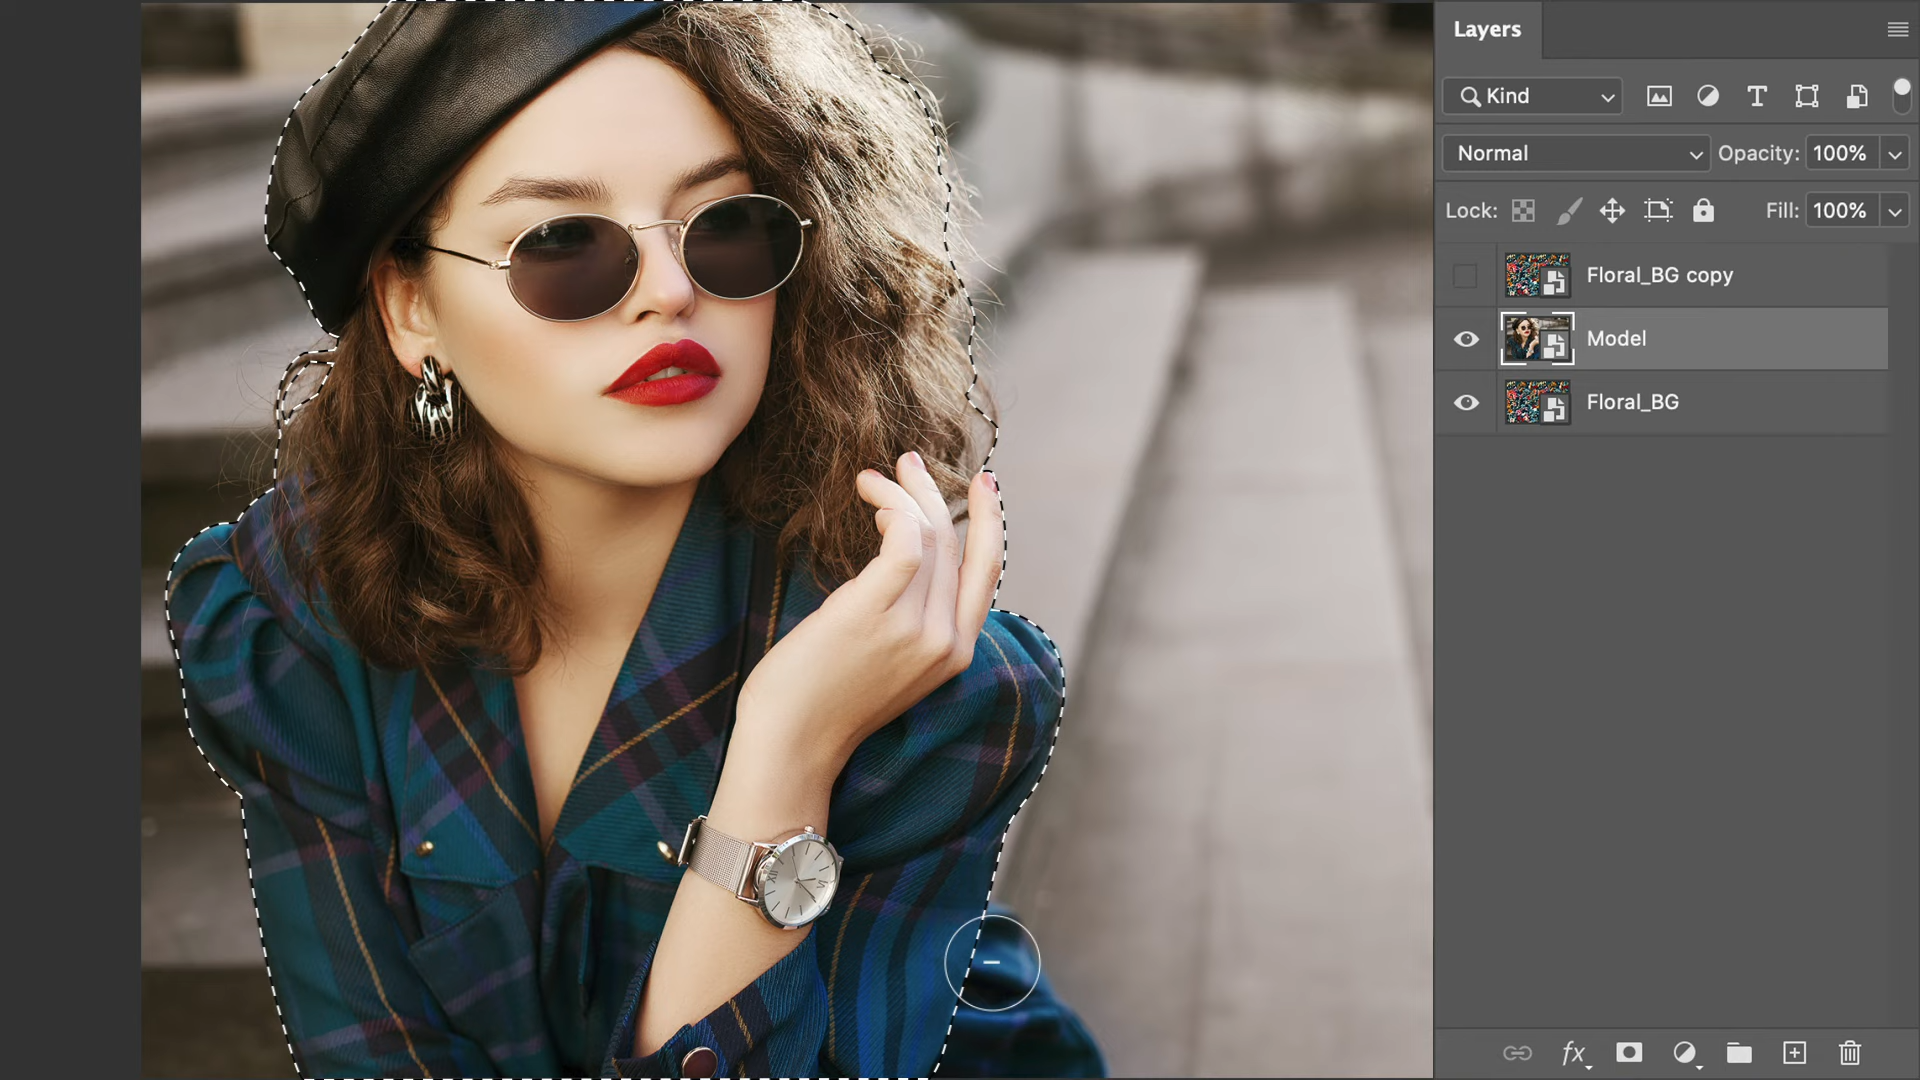 Layers
Kind
Normal
Opacity: 100%
Lock:
Fill: 100%
Floral_BG copy
Model
Floral_BG
fx